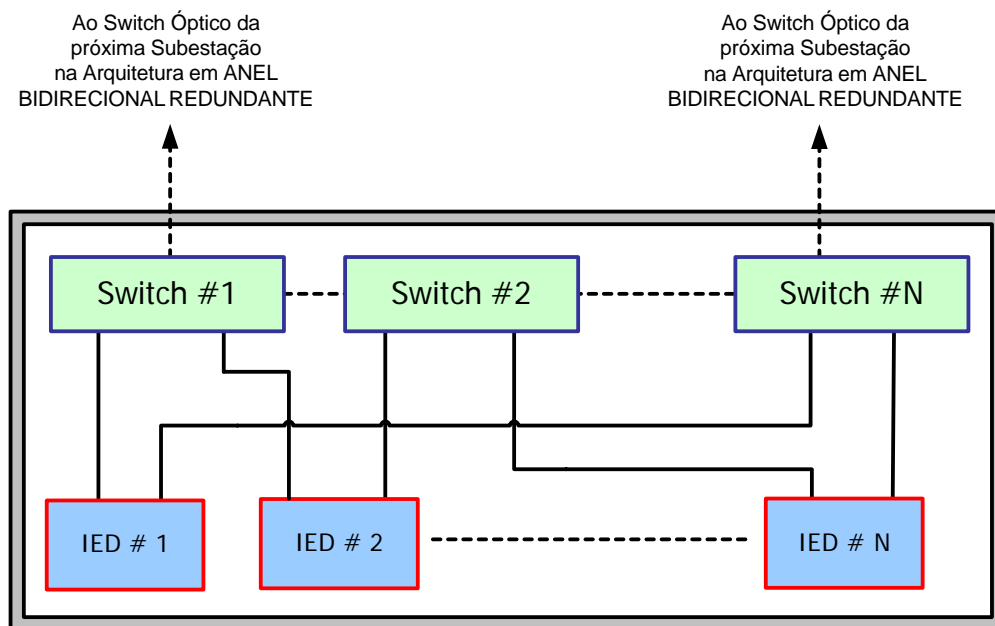 Ao Switch Óptico da
próxima Subestação
na Arquitetura em ANEL
BIDIRECIONAL REDUNDANTE
Ao Switch Óptico da
próxima Subestação
na Arquitetura em ANEL
BIDIRECIONAL REDUNDANTE
Switch #1
Switch #2
Switch #N
IED # 1
IED # 2
IED # N